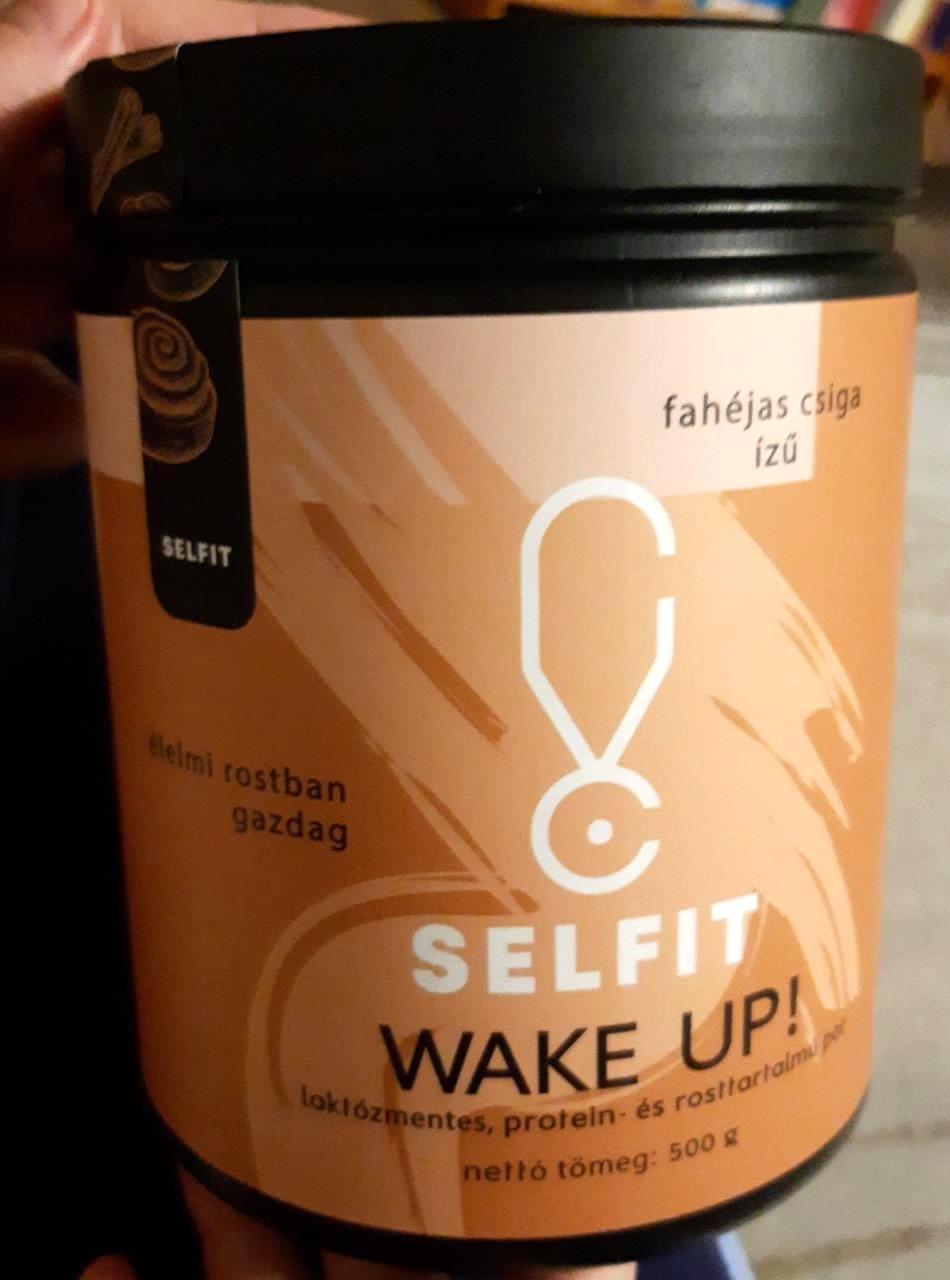 fahéjas csiga
ízű
SELFIT
élelmi rostban
gazdag
SELFIT
WAKE UP!
laktózmentes, protein- és rosttartalmú por
nettó tömeg: 500 g